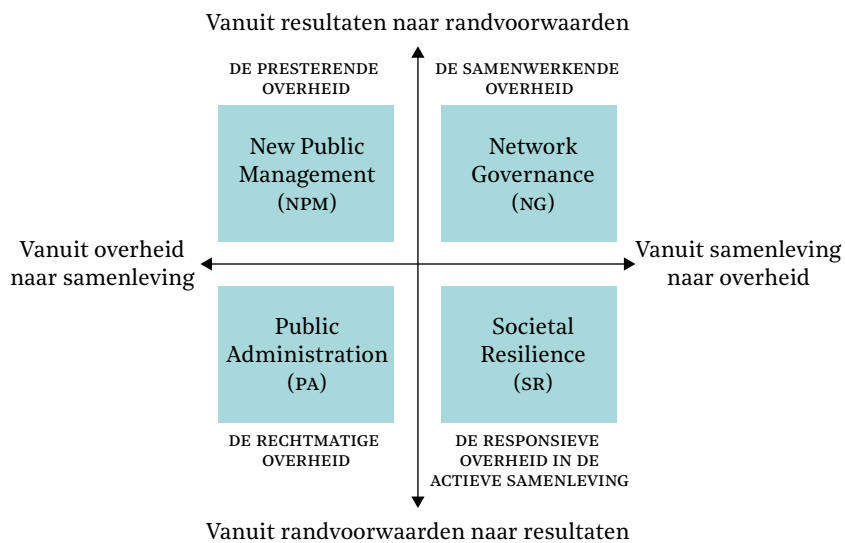 Vanuit resultaten naar randvoorwaarden
DE PRESTERENDE
OVERHEID
DE SAMENWERKENDE
OVERHEID
New Public
Management
(NPM)
Network
Governance
(NG)
Vanuit overheid
naar samenleving
Vanuit samenleving
naar overheid
Public
Administration
(PA)
Societal
Resilience
(SR)
DE RECHTMATIGE
OVERHEID
DE RESPONSIEVE
OVERHEID IN DE
ACTIEVE SAMENLEVING
Vanuit randvoorwaarden naar resultaten